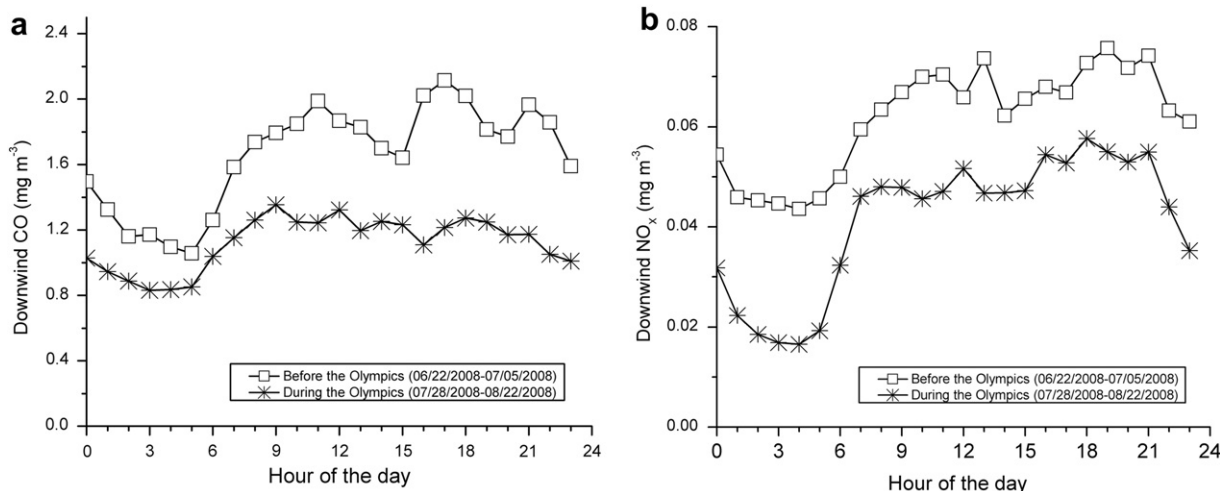 a
2.4
2.0
1.6
1.2
0.8
0.4
0.0
Downwind CO (mg m⁻³)
Before the Olympics (06/22/2008-07/05/2008)
During the Olympics (07/28/2008-08/22/2008)
0 3 6 9 12 15 18 21 24
Hour of the day
b
0.08
0.06
0.04
0.02
0.00
Downwind NOₓ (mg m⁻³)
Before the Olympics (06/22/2008-07/05/2008)
During the Olympics (07/28/2008-08/22/2008)
0 3 6 9 12 15 18 21 24
Hour of the day